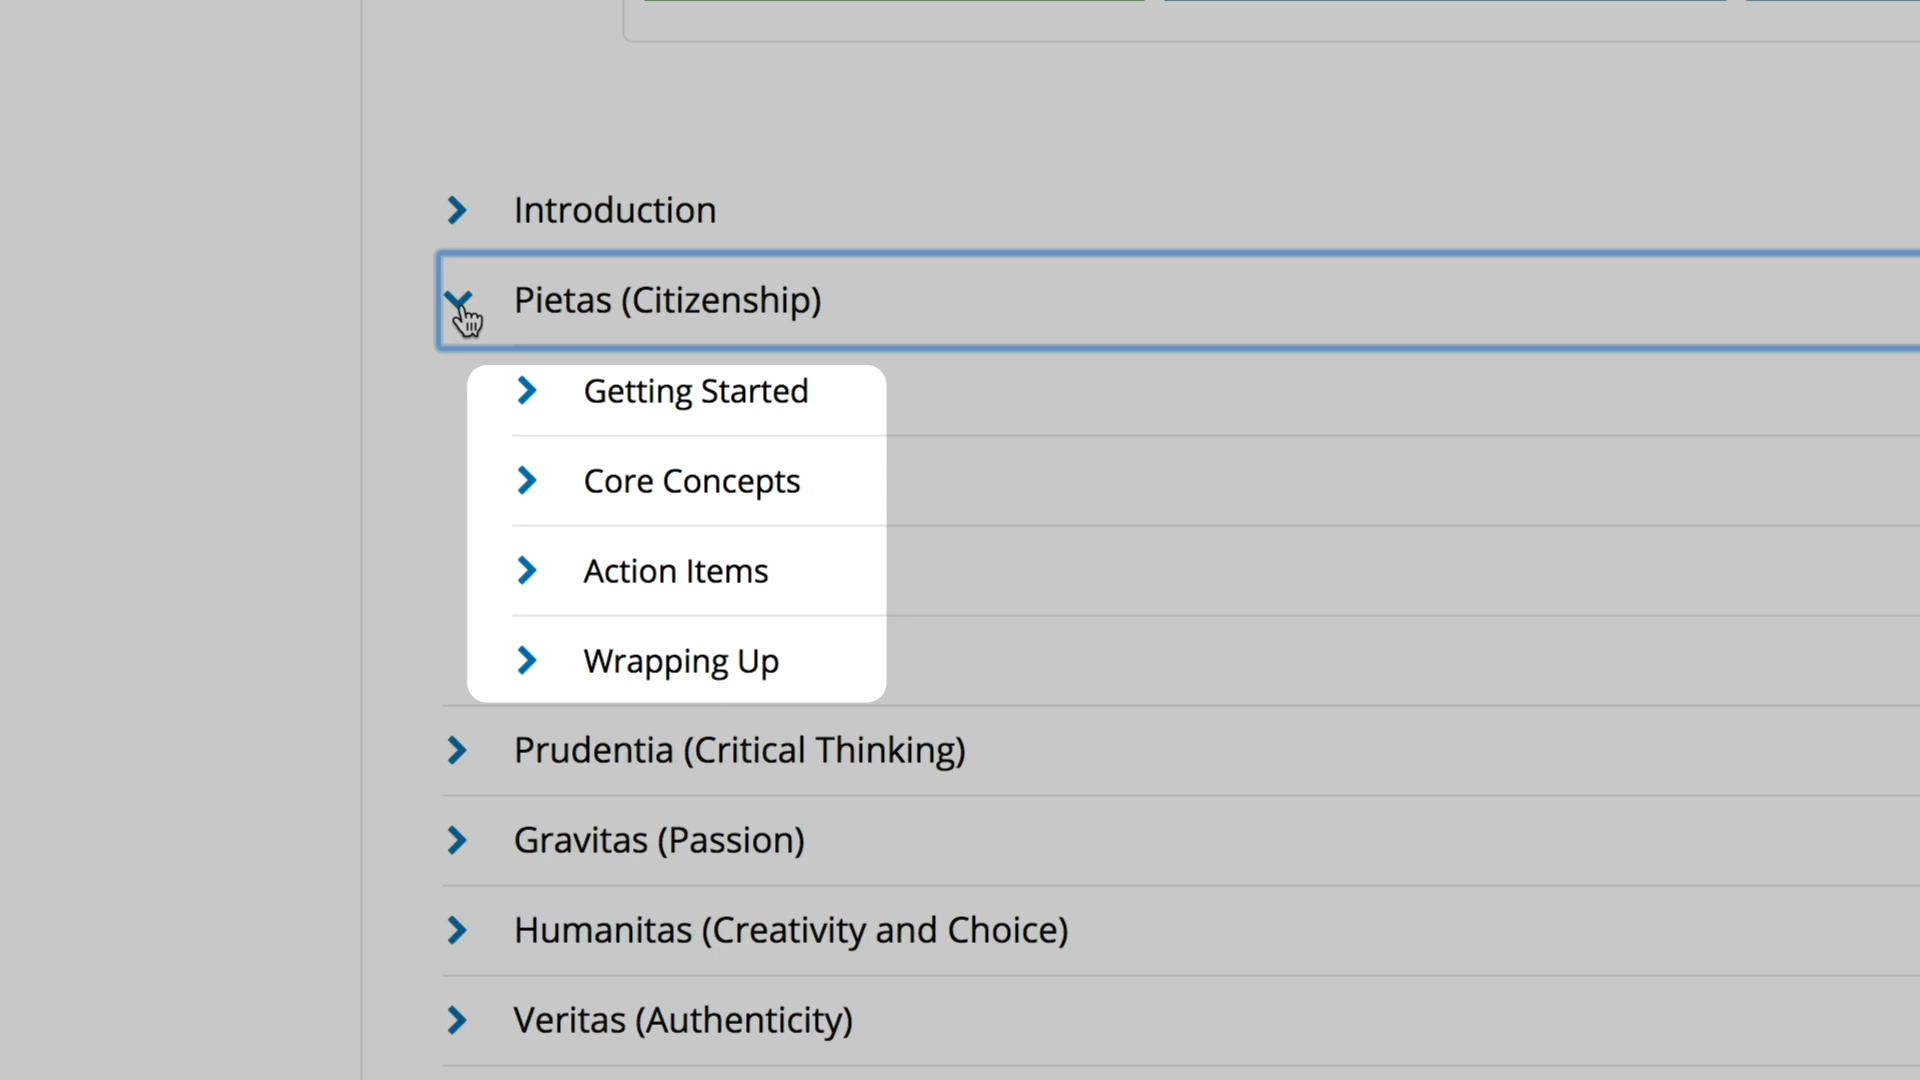 Introduction
Pietas (Citizenship)
Getting Started
Core Concepts
Action Items
Wrapping Up
Prudentia (Critical Thinking)
Gravitas (Passion)
Humanitas (Creativity and Choice)
Veritas (Authenticity)